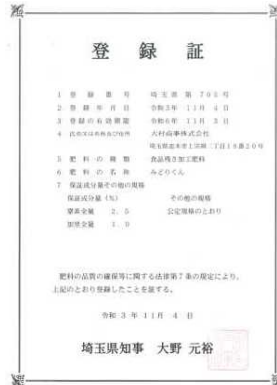 登録証
1 登録番号 埼玉県第705号
2 登録年月日 令和3年11月4日
3 登録の有効期限 令和6年11月3日
4 氏名又は名称及び住所 大村商事株式会社
5 肥料の種類 食品残さ加工肥料
6 肥料の名称 みどりくん
7 保証成分量その他の規格
保証成分量(%) その他の規格
窒素全量 2.5 公定規格のとおり
加里全量 1.0
肥料の品質の確保等に関する法律第7条の規定により、
上記のとおり登録したことを証する。
令和3年11月4日
埼玉県知事 大野元裕